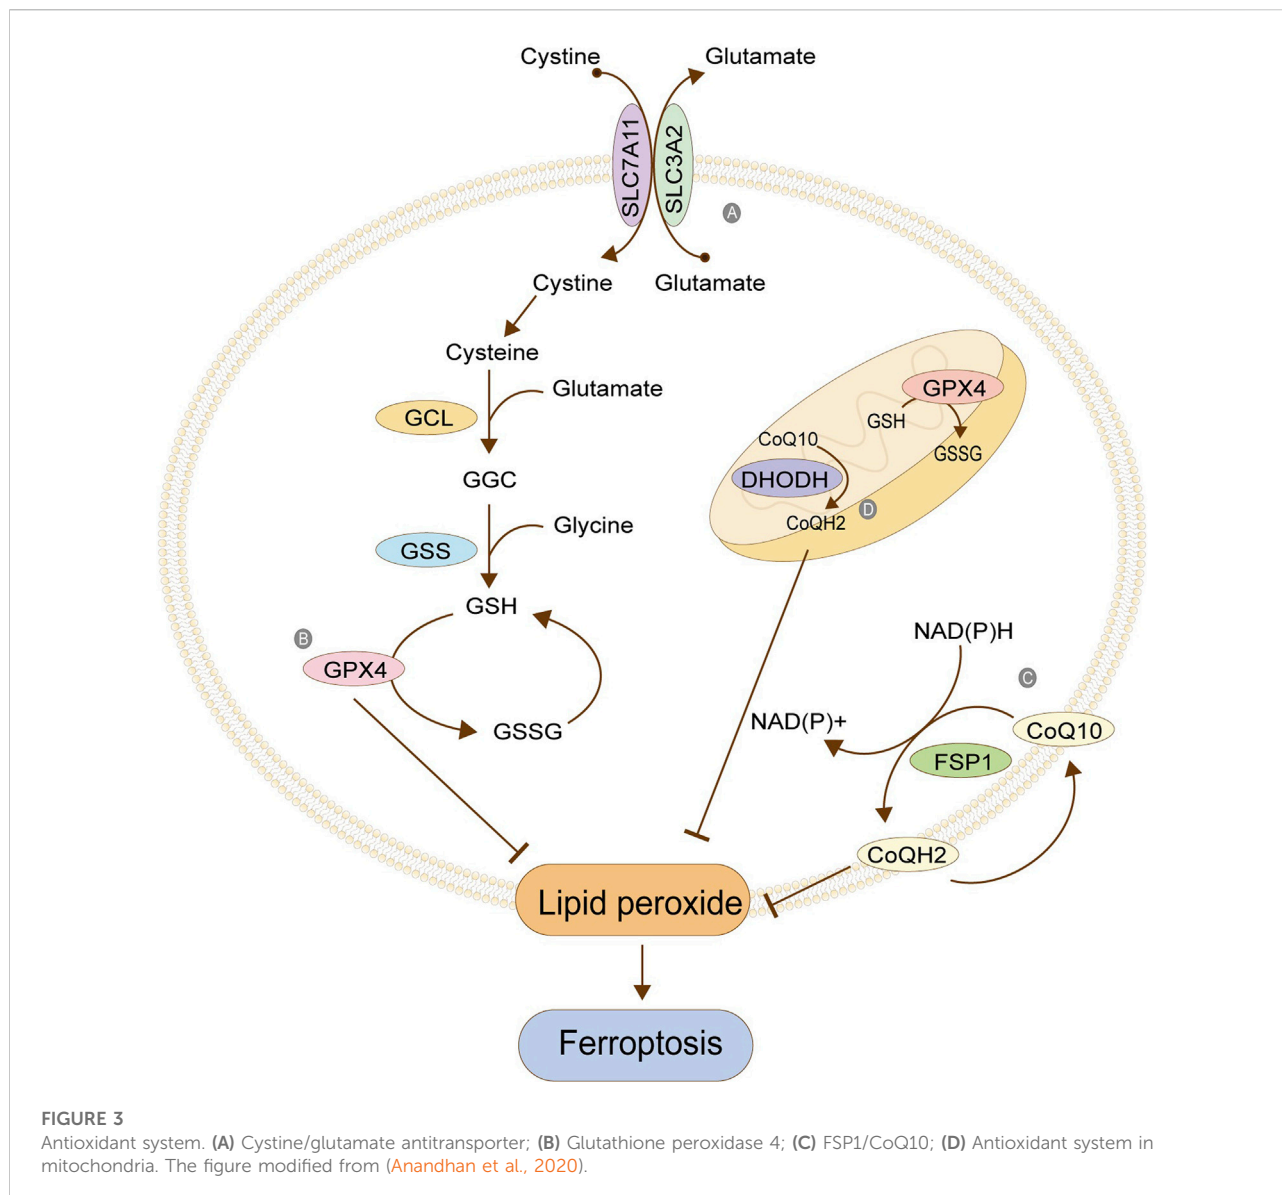 Cystine
Glutamate
SLC7A11
SLC3A2
A
Cystine
Glutamate
Cysteine
Glutamate
GCL
GGC
Glycine
GSS
GSH
B
GPX4
GSSG
GPX4
GSH
GSSG
CoQ10
DHODH
D
CoQH2
NAD(P)H
C
NAD(P)+
CoQ10
FSP1
CoQH2
Lipid peroxide
Ferroptosis
FIGURE 3
Antioxidant system. (A) Cystine/glutamate antitransporter; (B) Glutathione peroxidase 4; (C) FSP1/CoQ10; (D) Antioxidant system in
mitochondria. The figure modified from (Anandhan et al., 2020).